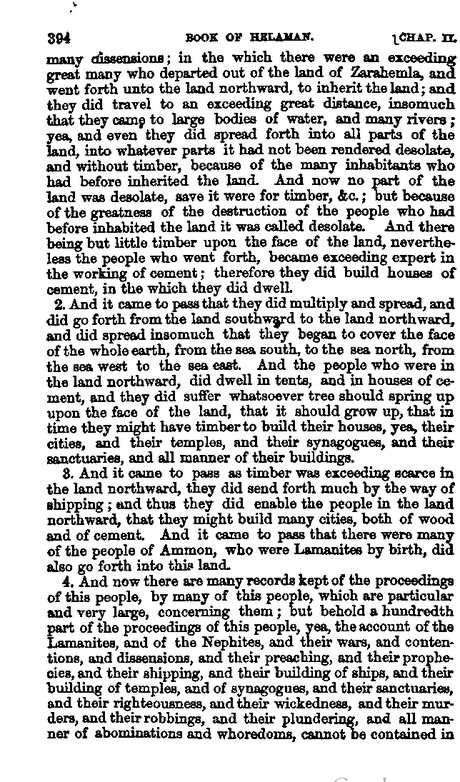 394 BOOK OF HELAMAN. [CHAP. II.
many dissensions; in the which there were an exceeding
great many who departed out of the land of Zarahemla, and
went forth unto the land northward, to inherit the land; and
they did travel to an exceeding great distance, insomuch
that they came to large bodies of water, and many rivers;
yea, and even they did spread forth into all parts of the
land, into whatever parts it had not been rendered desolate,
and without timber, because of the many inhabitants who
had before inherited the land. And now no part of the
land was desolate, save it were for timber, &c.; but because
of the greatness of the destruction of the people who had
before inhabited the land it was called desolate. And there
being but little timber upon the face of the land, neverthe-
less the people who went forth, became exceeding expert in
the working of cement; therefore they did build houses of
cement, in the which they did dwell.
2. And it came to pass that they did multiply and spread, and
did go forth from the land southward to the land northward,
and did spread insomuch that they began to cover the face
of the whole earth, from the sea south, to the sea north, from
the sea west to the sea east. And the people who were in
the land northward, did dwell in tents, and in houses of ce-
ment, and they did suffer whatsoever tree should spring up
upon the face of the land, that it should grow up, that in
time they might have timber to build their houses, yea, their
cities, and their temples, and their synagogues, and their
sanctuaries, and all manner of their buildings.
3. And it came to pass as timber was exceeding scarce in
the land northward, they did send forth much by the way of
shipping; and thus they did enable the people in the land
northward, that they might build many cities, both of wood
and of cement. And it came to pass that there were many
of the people of Ammon, who were Lamanites by birth, did
also go forth into this land.
4. And now there are many records kept of the proceedings
of this people, by many of this people, which are particular
and very large, concerning them; but behold a hundredth
part of the proceedings of this people, yea, the account of the
Lamanites, and of the Nephites, and their wars, and conten-
tions, and dissensions, and their preaching, and their prophe-
cies, and their shipping, and their building of ships, and their
building of temples, and of synagogues, and their sanctuaries,
and their righteousness, and their wickedness, and their mur-
ders, and their robbings, and their plundering, and all man-
ner of abominations and whoredoms, cannot be contained in